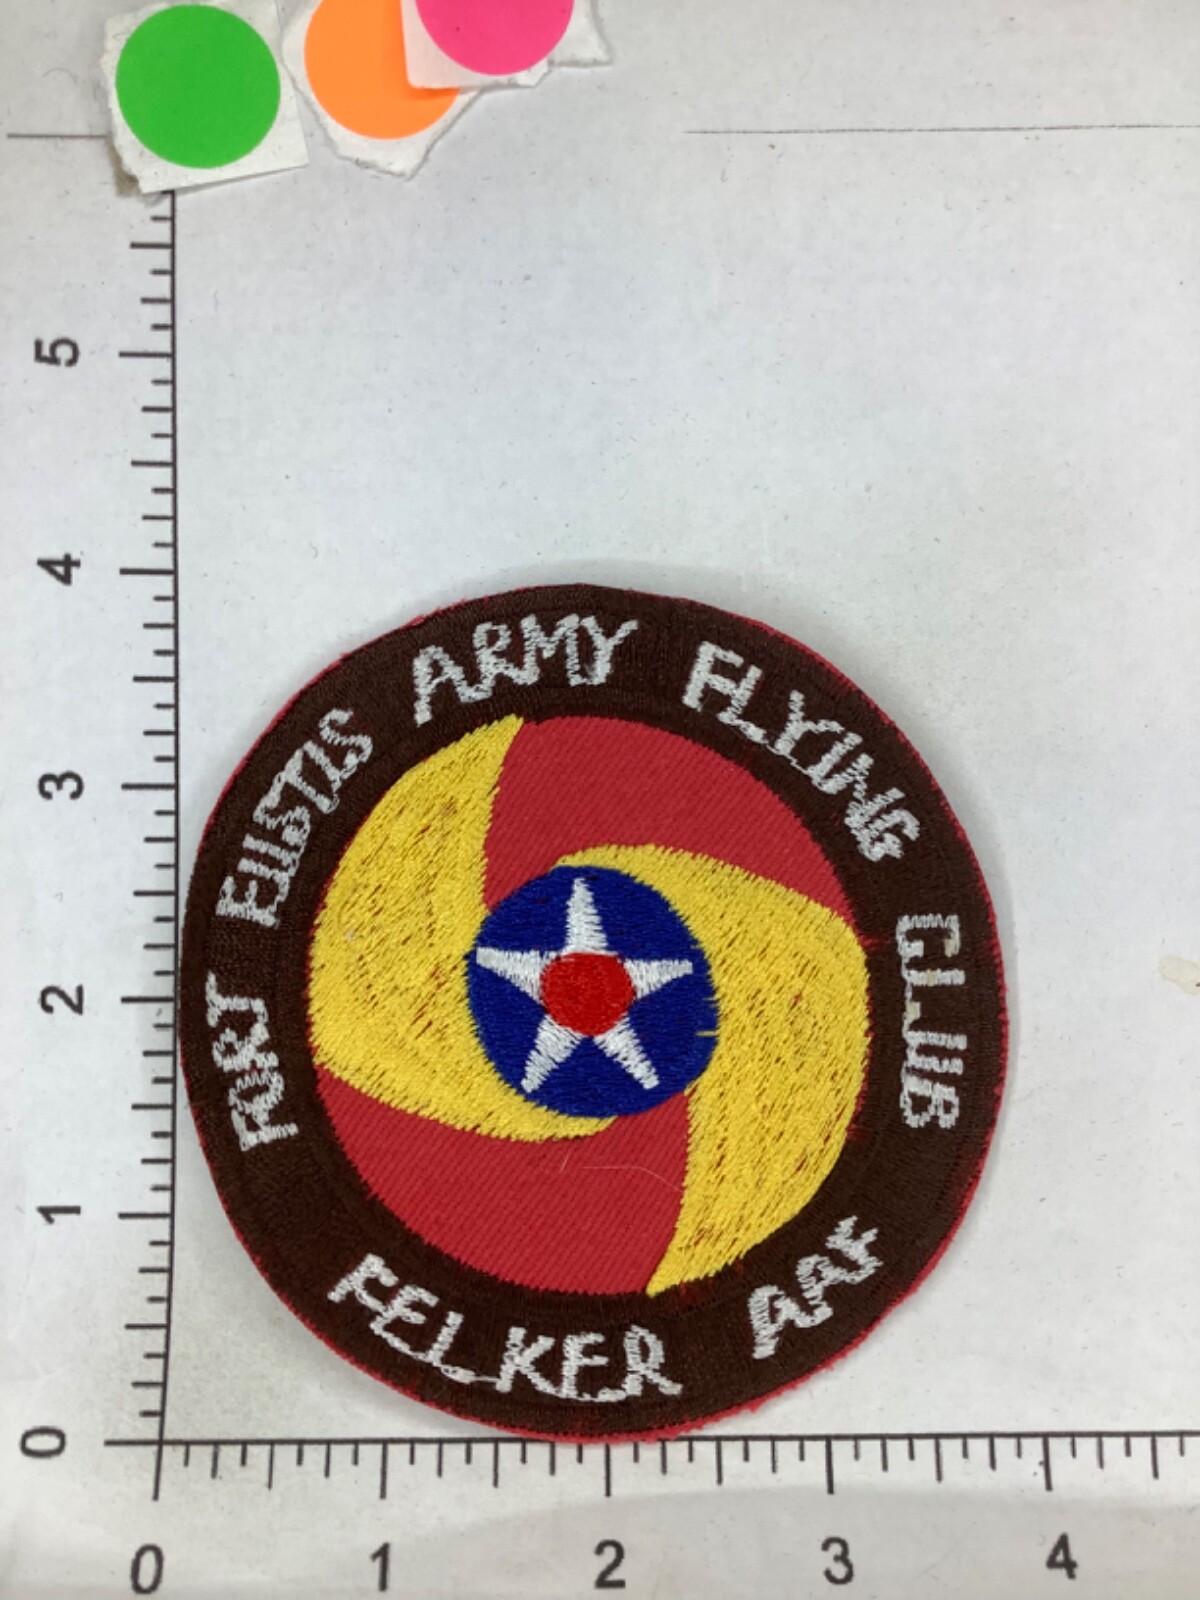 FORT EUSTIS ARMY FLYING CLUB
FELKER AAF
5
4
3
2
1
0
0 1 2 3 4